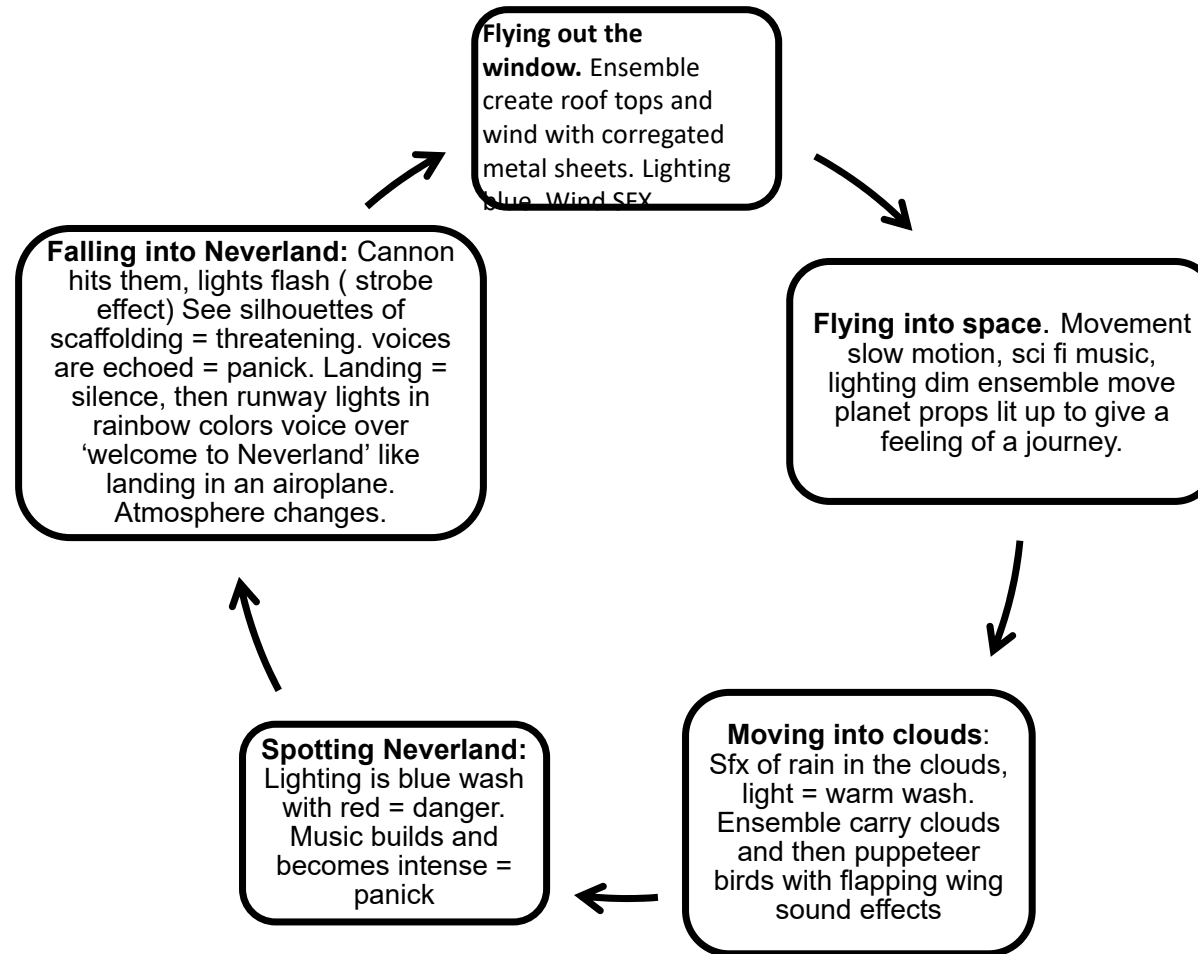 Flying out the
window. Ensemble
create roof tops and
wind with corregated
metal sheets. Lighting
blue. Wind SFX
Flying into space. Movement
slow motion, sci fi music,
lighting dim ensemble move
planet props lit up to give a
feeling of a journey.
Moving into clouds:
Sfx of rain in the clouds,
light = warm wash.
Ensemble carry clouds
and then puppeteer
birds with flapping wing
sound effects
Spotting Neverland:
Lighting is blue wash
with red = danger.
Music builds and
becomes intense =
panick
Falling into Neverland: Cannon
hits them, lights flash ( strobe
effect) See silhouettes of
scaffolding = threatening. voices
are echoed = panick. Landing =
silence, then runway lights in
rainbow colors voice over
‘welcome to Neverland’ like
landing in an airoplane.
Atmosphere changes.